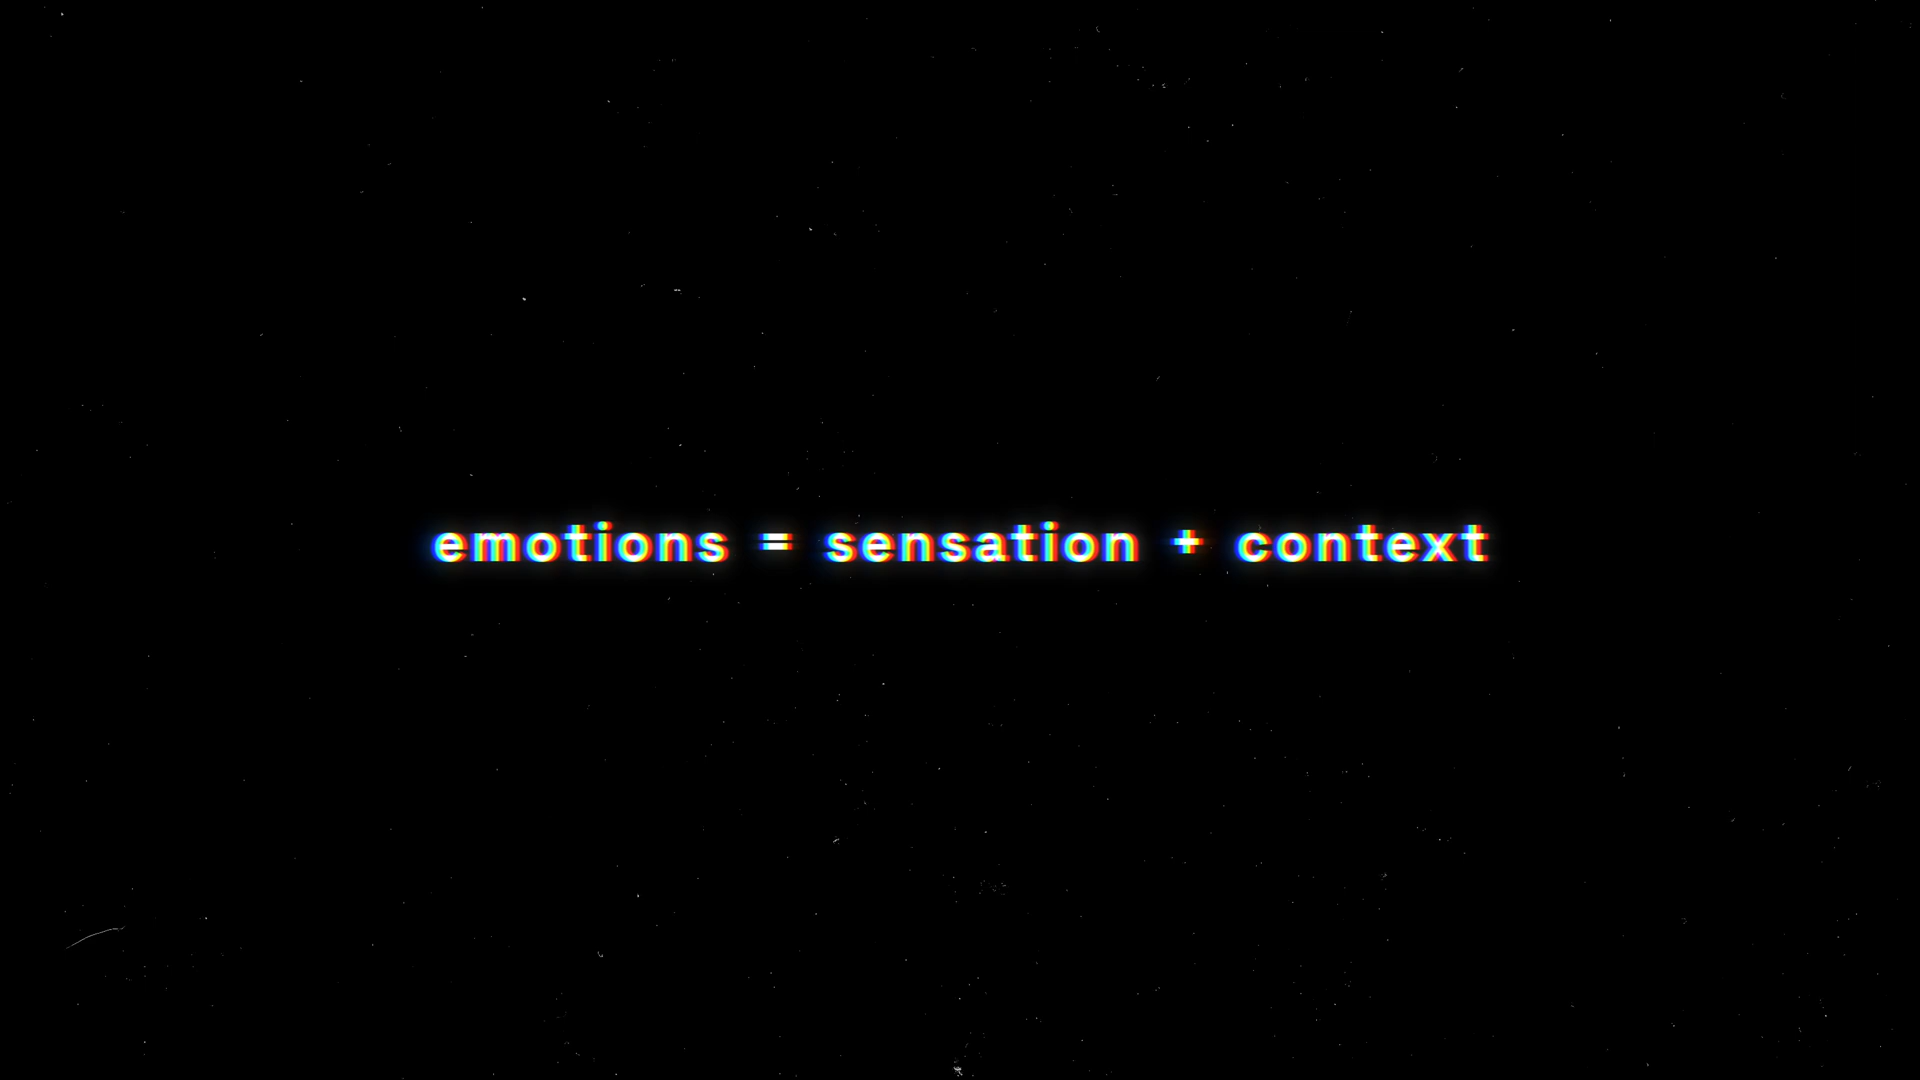 emotions = sensation + context